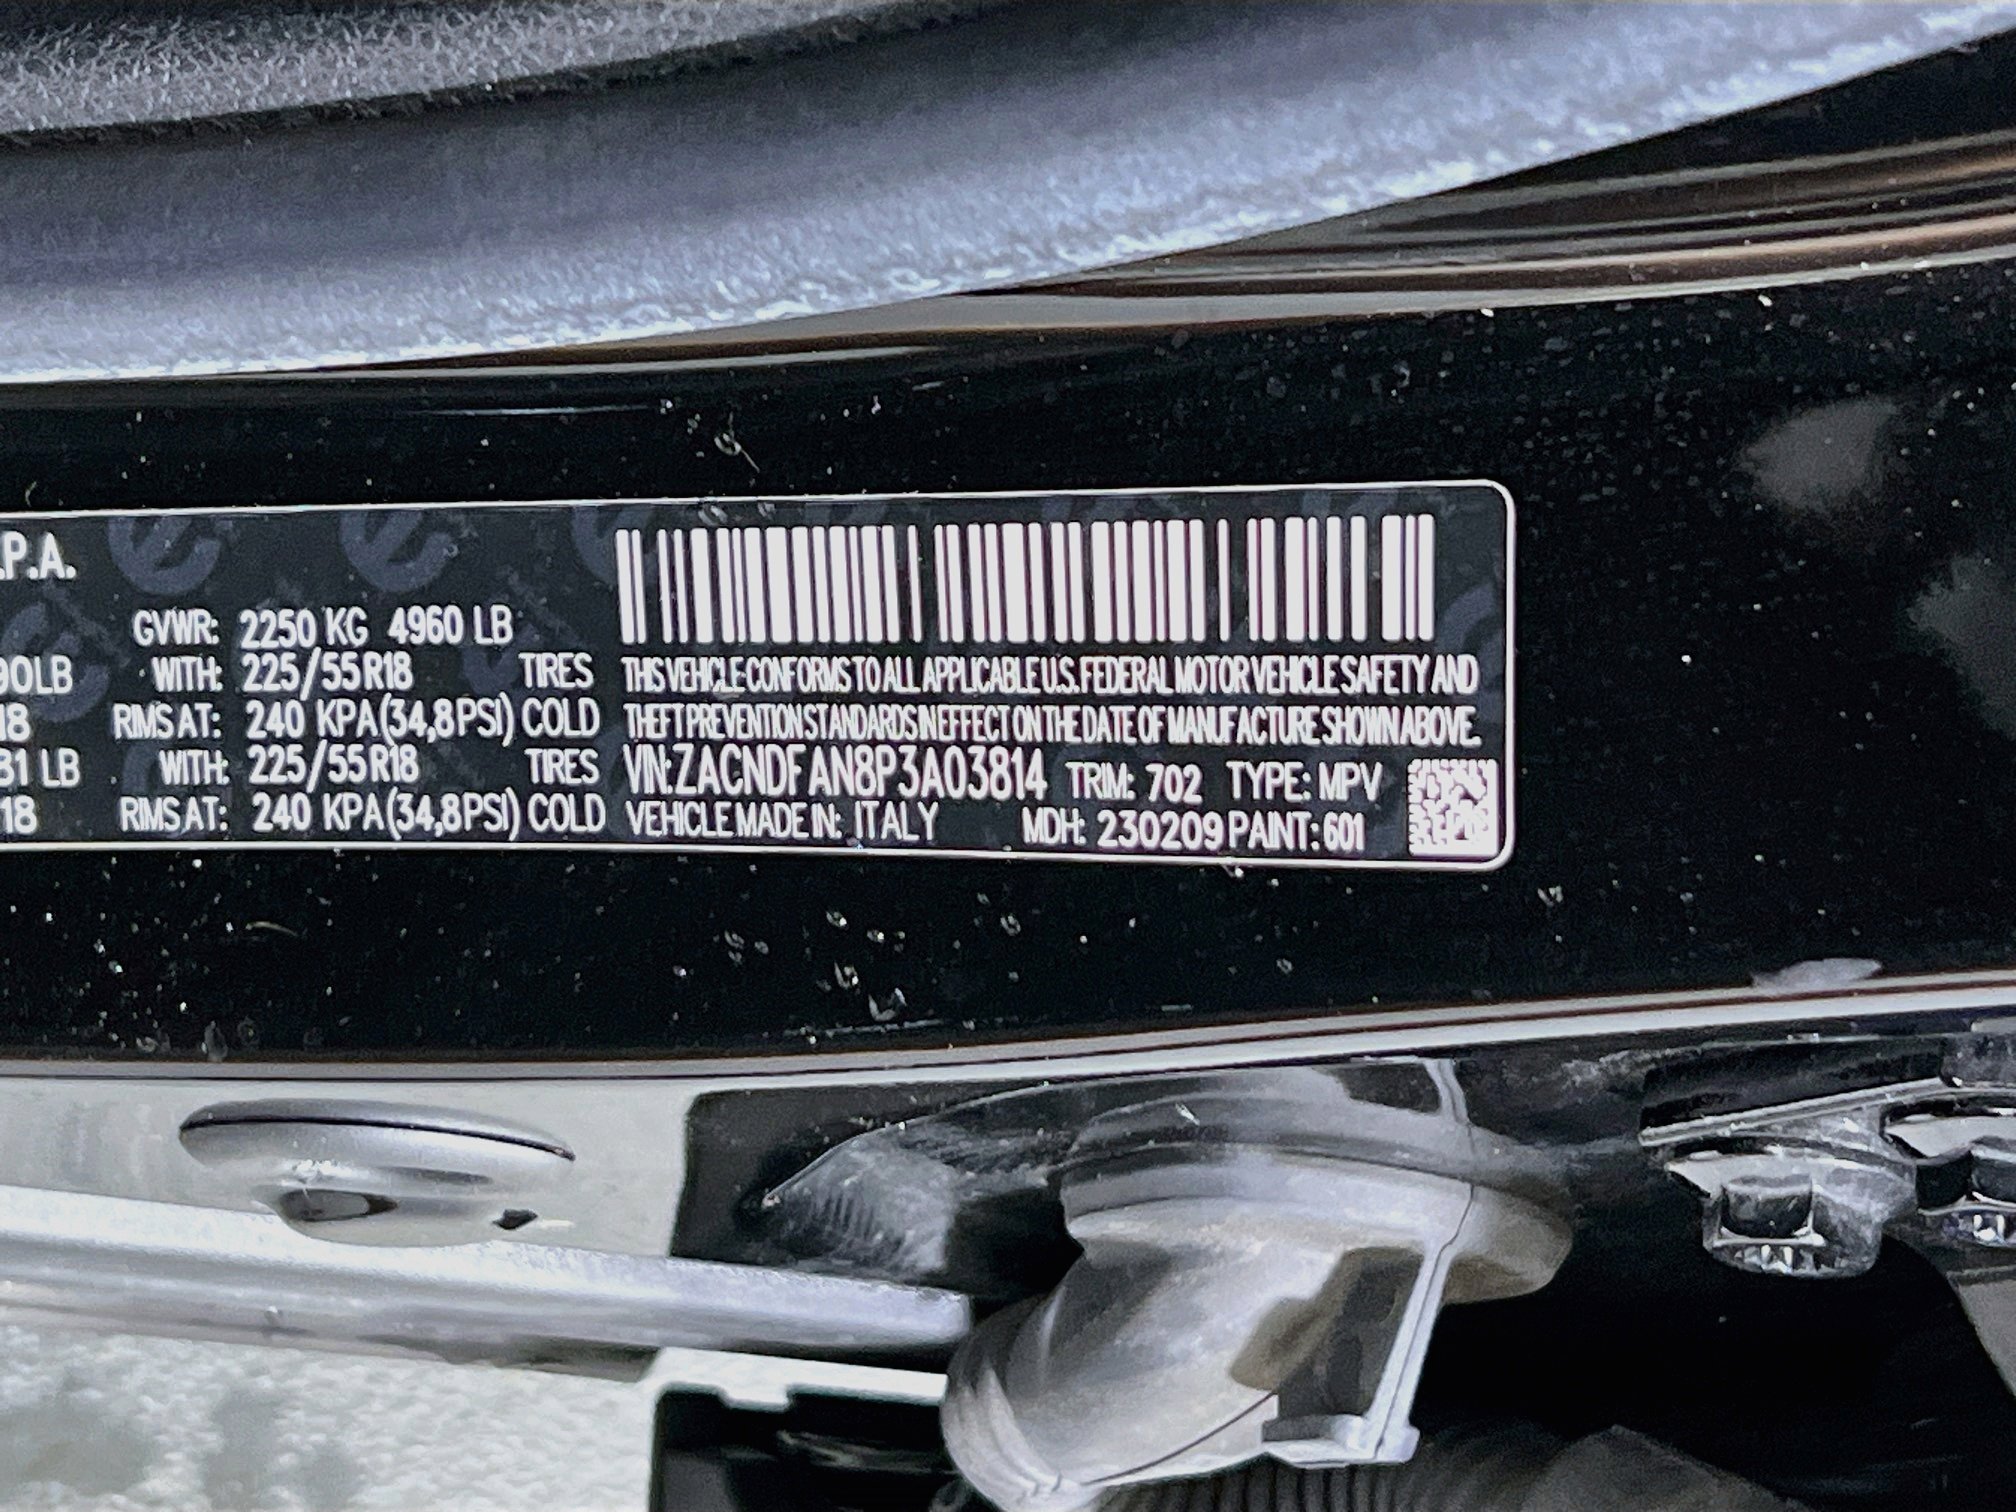 .P.A.
GVWR: 2250 KG 4960 LB
90LB WITH: 225/55R18 TIRES
18 RIMS AT: 240 KPA(34,8PSI) COLD
81 LB WITH: 225/55R18 TIRES
18 RIMS AT: 240 KPA(34,8PSI) COLD
THIS VEHICLE CONFORMS TO ALL APPLICABLE U.S. FEDERAL MOTOR VEHICLE SAFETY AND
THEFT PREVENTION STANDARDS IN EFFECT ON THE DATE OF MANUFACTURE SHOWN ABOVE.
VIN:ZACNDFAN8P3A03814 TRIM: 702 TYPE: MPV
VEHICLE MADE IN: ITALY MDH: 230209 PAINT: 601